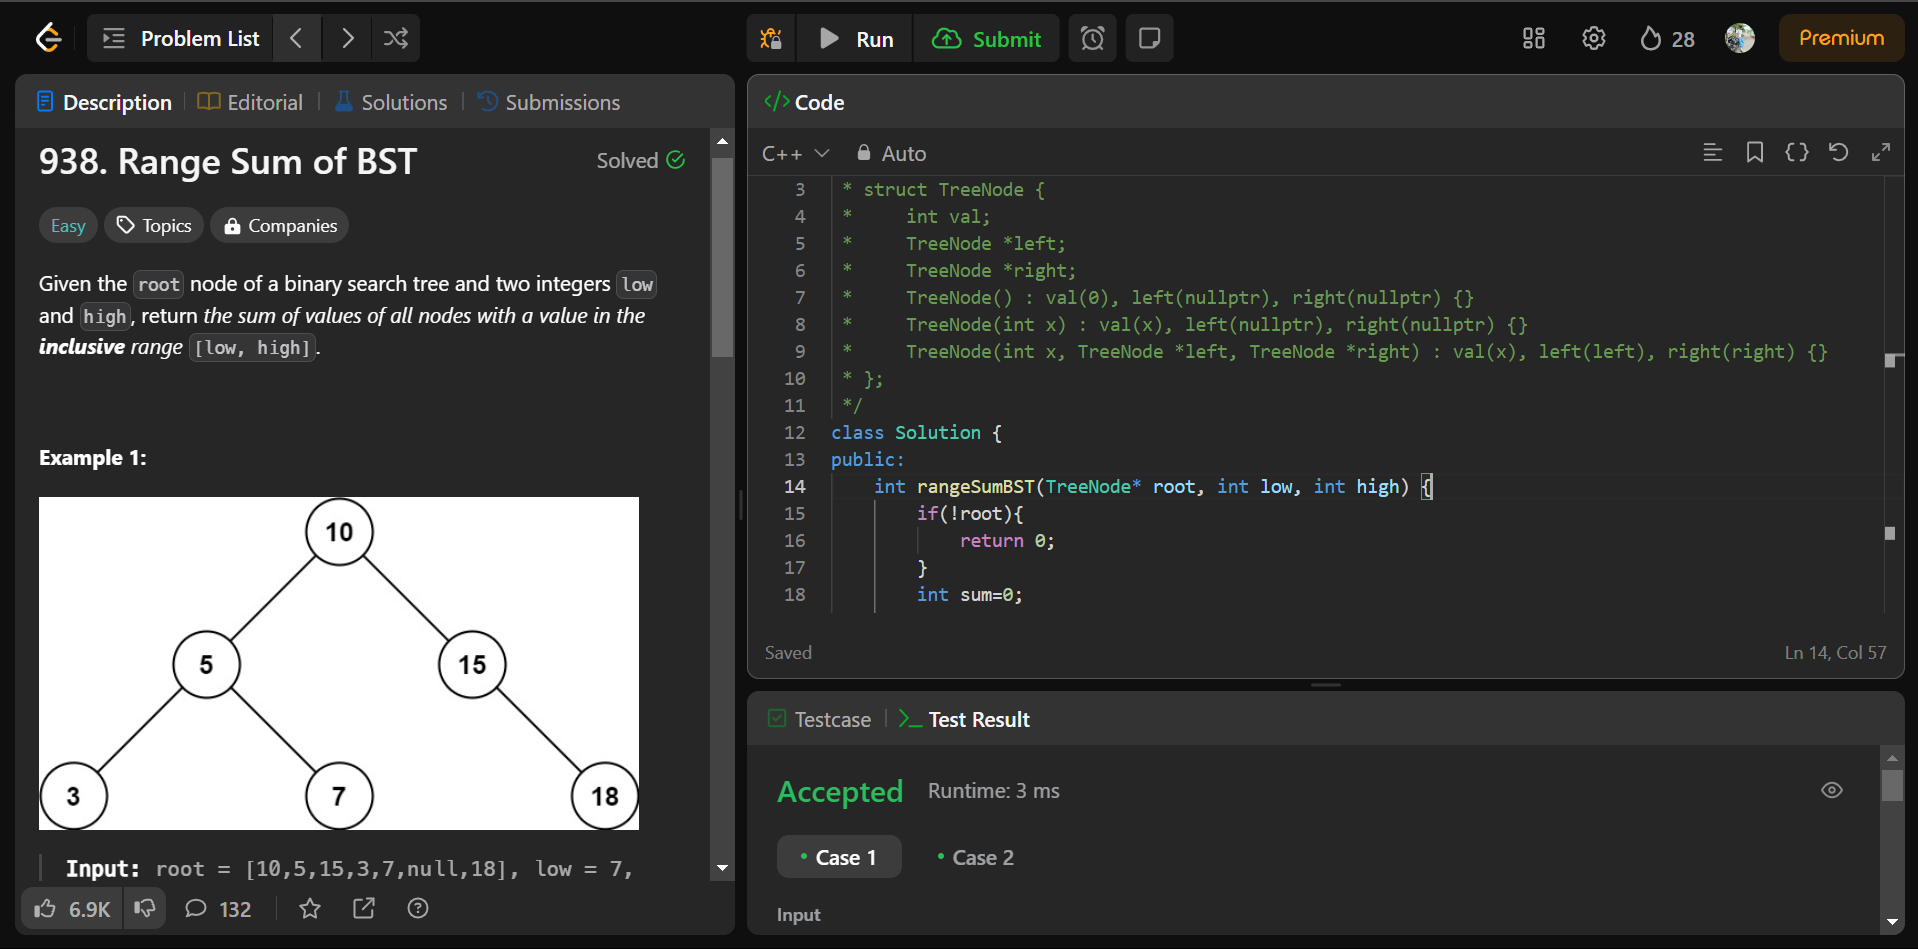 Problem List
Run
Submit
28
Premium
Description
Editorial
Solutions
Submissions
938. Range Sum of BST
Solved
Easy
Topics
Companies
Given the root node of a binary search tree and two integers low
and high, return the sum of values of all nodes with a value in the
inclusive range [low, high].
Example 1:
10
5
15
3
7
18
Input: root = [10,5,15,3,7,null,18], low = 7,
6.9K
132
</> Code
C++
Auto
3 * struct TreeNode {
4 *     int val;
5 *     TreeNode *left;
6 *     TreeNode *right;
7 *     TreeNode() : val(0), left(nullptr), right(nullptr) {}
8 *     TreeNode(int x) : val(x), left(nullptr), right(nullptr) {}
9 *     TreeNode(int x, TreeNode *left, TreeNode *right) : val(x), left(left), right(right) {}
10 * };
11 */
12 class Solution {
13 public:
14     int rangeSumBST(TreeNode* root, int low, int high) {
15         if(!root){
16             return 0;
17         }
18         int sum=0;
Saved
Ln 14, Col 57
Testcase
Test Result
Accepted
Runtime: 3 ms
Case 1
Case 2
Input